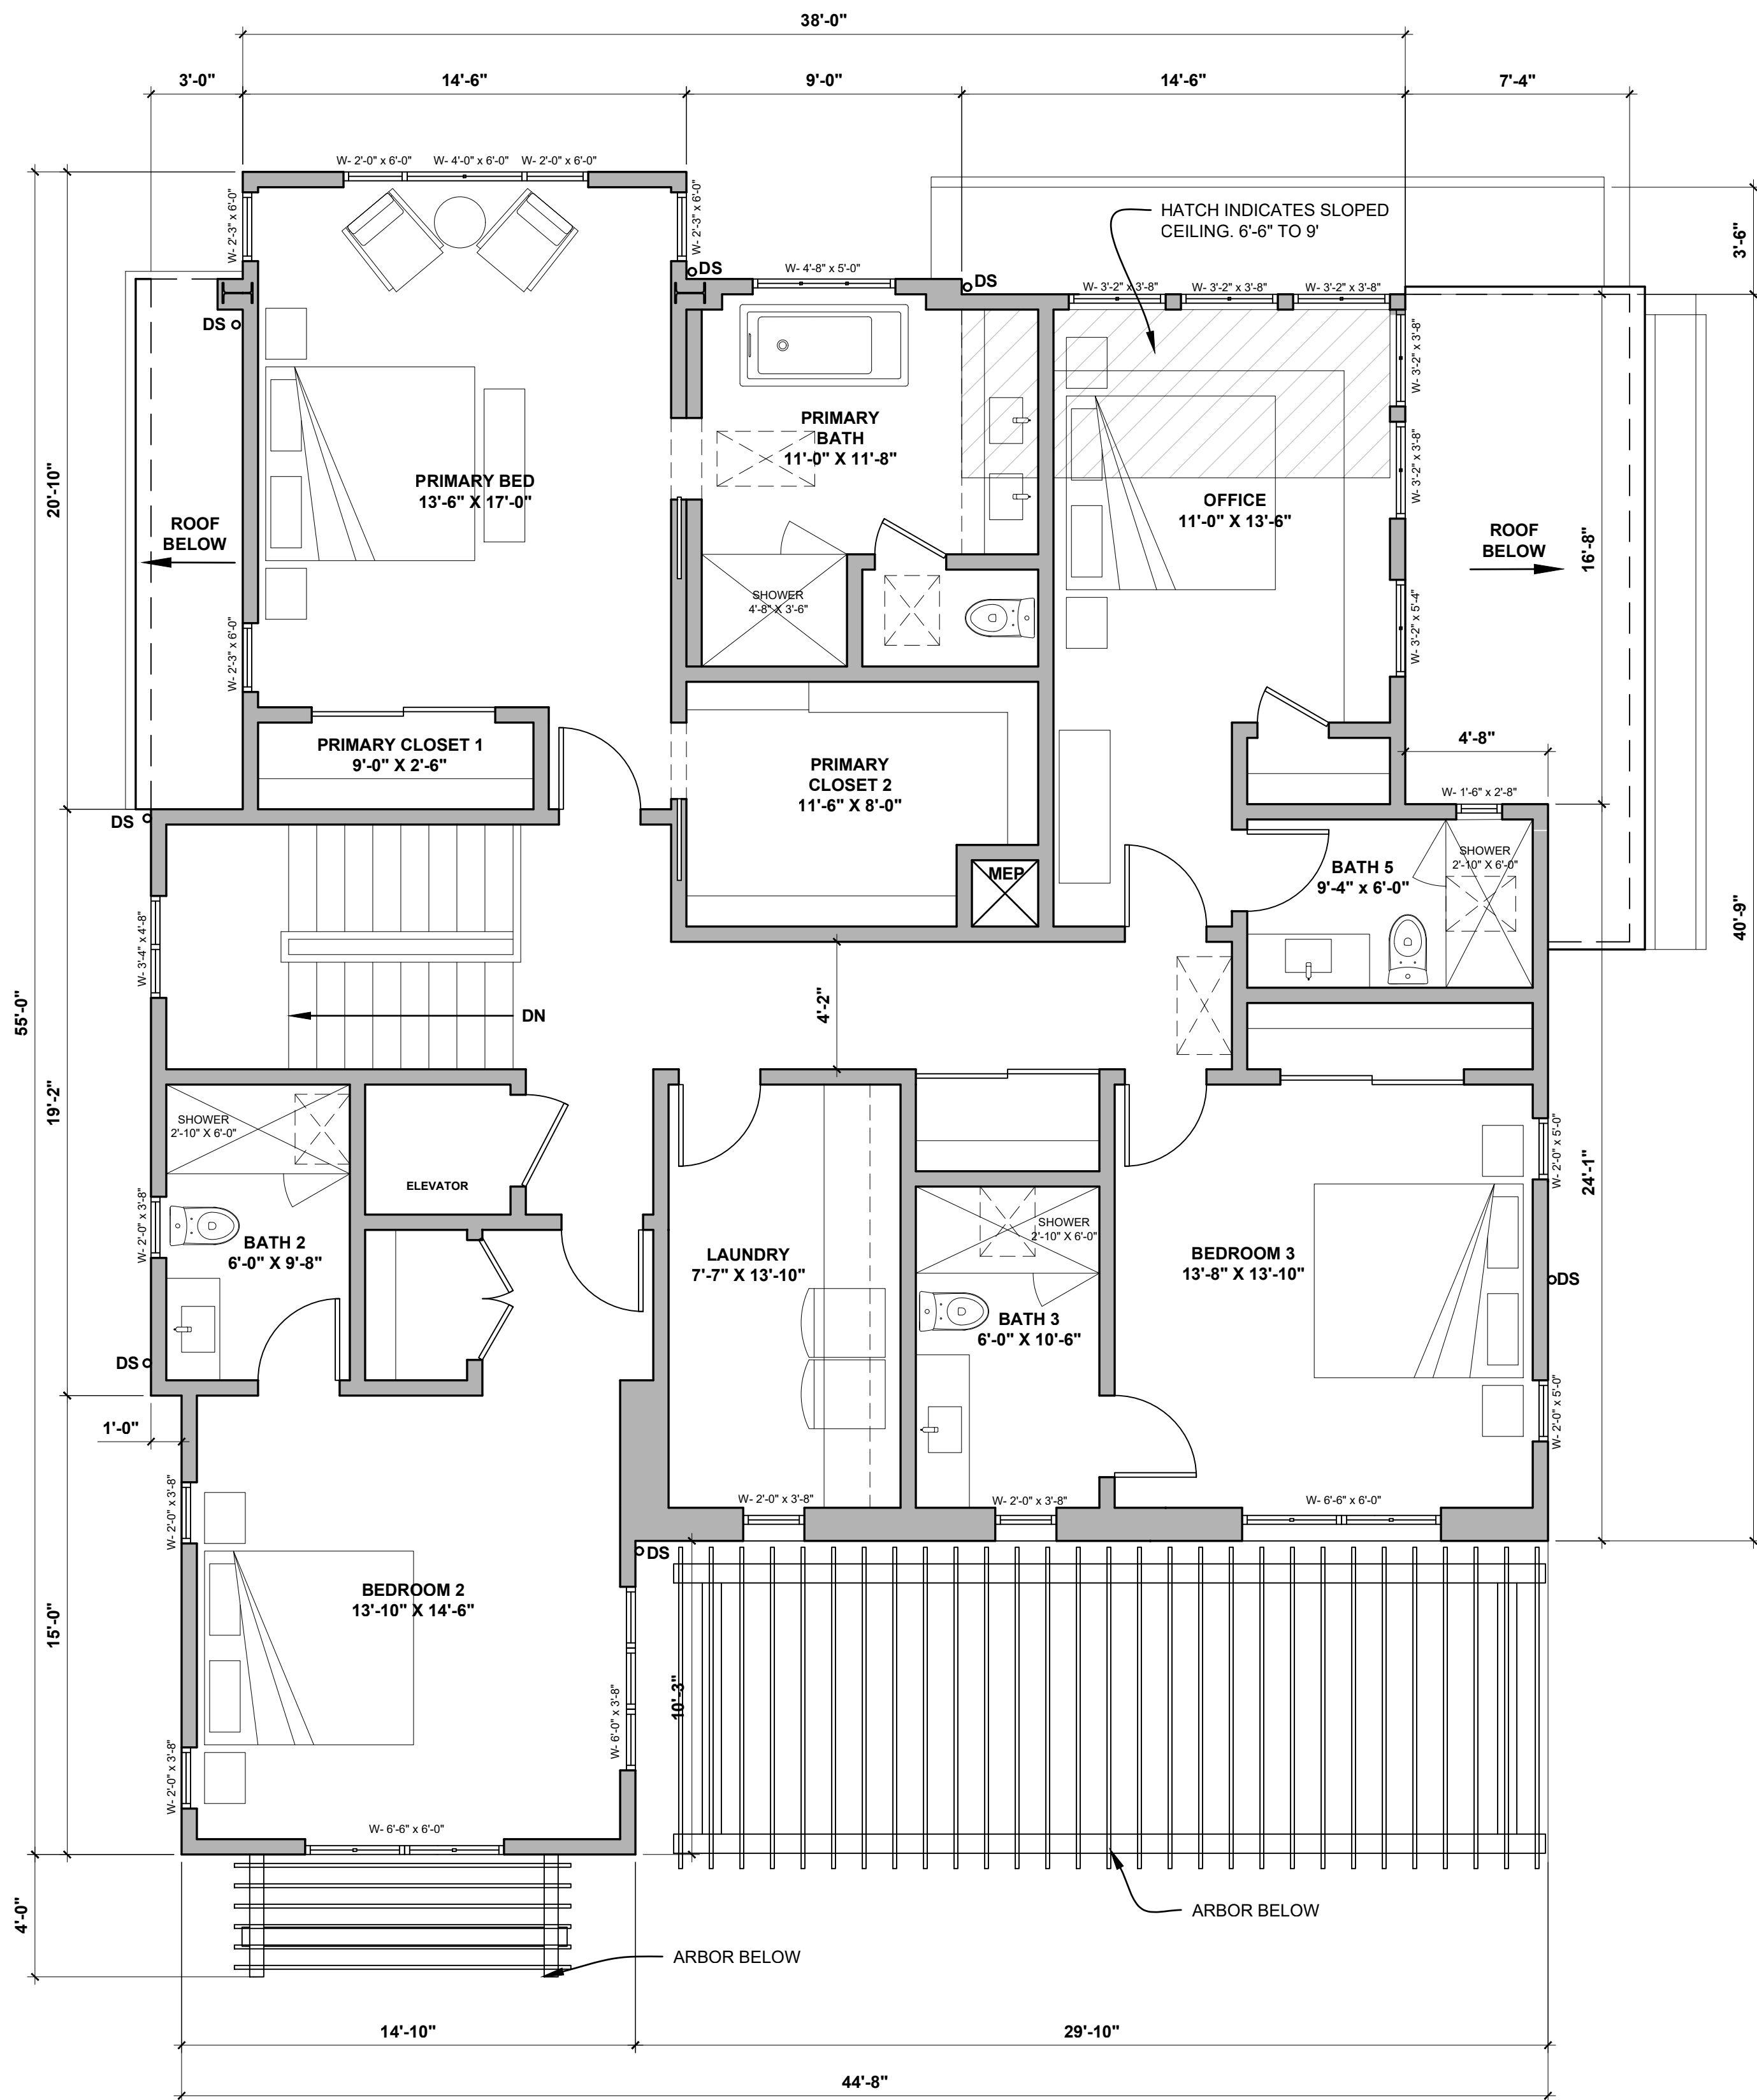 38'-0"
3'-0"
14'-6"
9'-0"
14'-6"
7'-4"
W- 2'-0" x 6'-0"
W- 4'-0" x 6'-0"
W- 2'-0" x 6'-0"
W- 2'-3" x 6'-0"
W- 2'-3" x 6'-0"
HATCH INDICATES SLOPED
CEILING. 6'-6" TO 9'
3'-6"
DS
W- 4'-8" x 5'-0"
DS
W- 3'-2" x 3'-8"
W- 3'-2" x 3'-8"
W- 3'-2" x 3'-8"
DS
W- 3'-2" x 3'-8"
PRIMARY
BATH
11'-0" X 11'-8"
W- 3'-2" x 3'-8"
20'-10"
PRIMARY BED
13'-6" X 17'-0"
OFFICE
11'-0" X 13'-6"
ROOF
BELOW
ROOF
BELOW
16'-8"
SHOWER
4'-8" X 3'-6"
W- 3'-2" x 5'-4"
W- 2'-3" x 6'-0"
PRIMARY CLOSET 1
9'-0" X 2'-6"
PRIMARY
CLOSET 2
11'-6" X 8'-0"
4'-8"
W- 1'-6" x 2'-8"
DS
MEP
BATH 5
9'-4" x 6'-0"
SHOWER
2'-10" X 6'-0"
40'-9"
W- 3'-4" x 4'-8"
55'-0"
DN
4'-2"
19'-2"
SHOWER
2'-10" X 6'-0"
ELEVATOR
W- 2'-0" x 5'-0"
24'-1"
W- 2'-0" x 3'-8"
BATH 2
6'-0" X 9'-8"
LAUNDRY
7'-7" X 13'-10"
SHOWER
2'-10" X 6'-0"
BEDROOM 3
13'-8" X 13'-10"
DS
BATH 3
6'-0" X 10'-6"
DS
1'-0"
W- 2'-0" x 5'-0"
W- 2'-0" x 3'-8"
W- 2'-0" x 3'-8"
W- 2'-0" x 3'-8"
W- 6'-6" x 6'-0"
DS
BEDROOM 2
13'-10" X 14'-6"
15'-0"
10'-3"
W- 6'-0" x 3'-8"
W- 2'-0" x 3'-8"
W- 6'-6" x 6'-0"
4'-0"
ARBOR BELOW
ARBOR BELOW
14'-10"
29'-10"
44'-8"